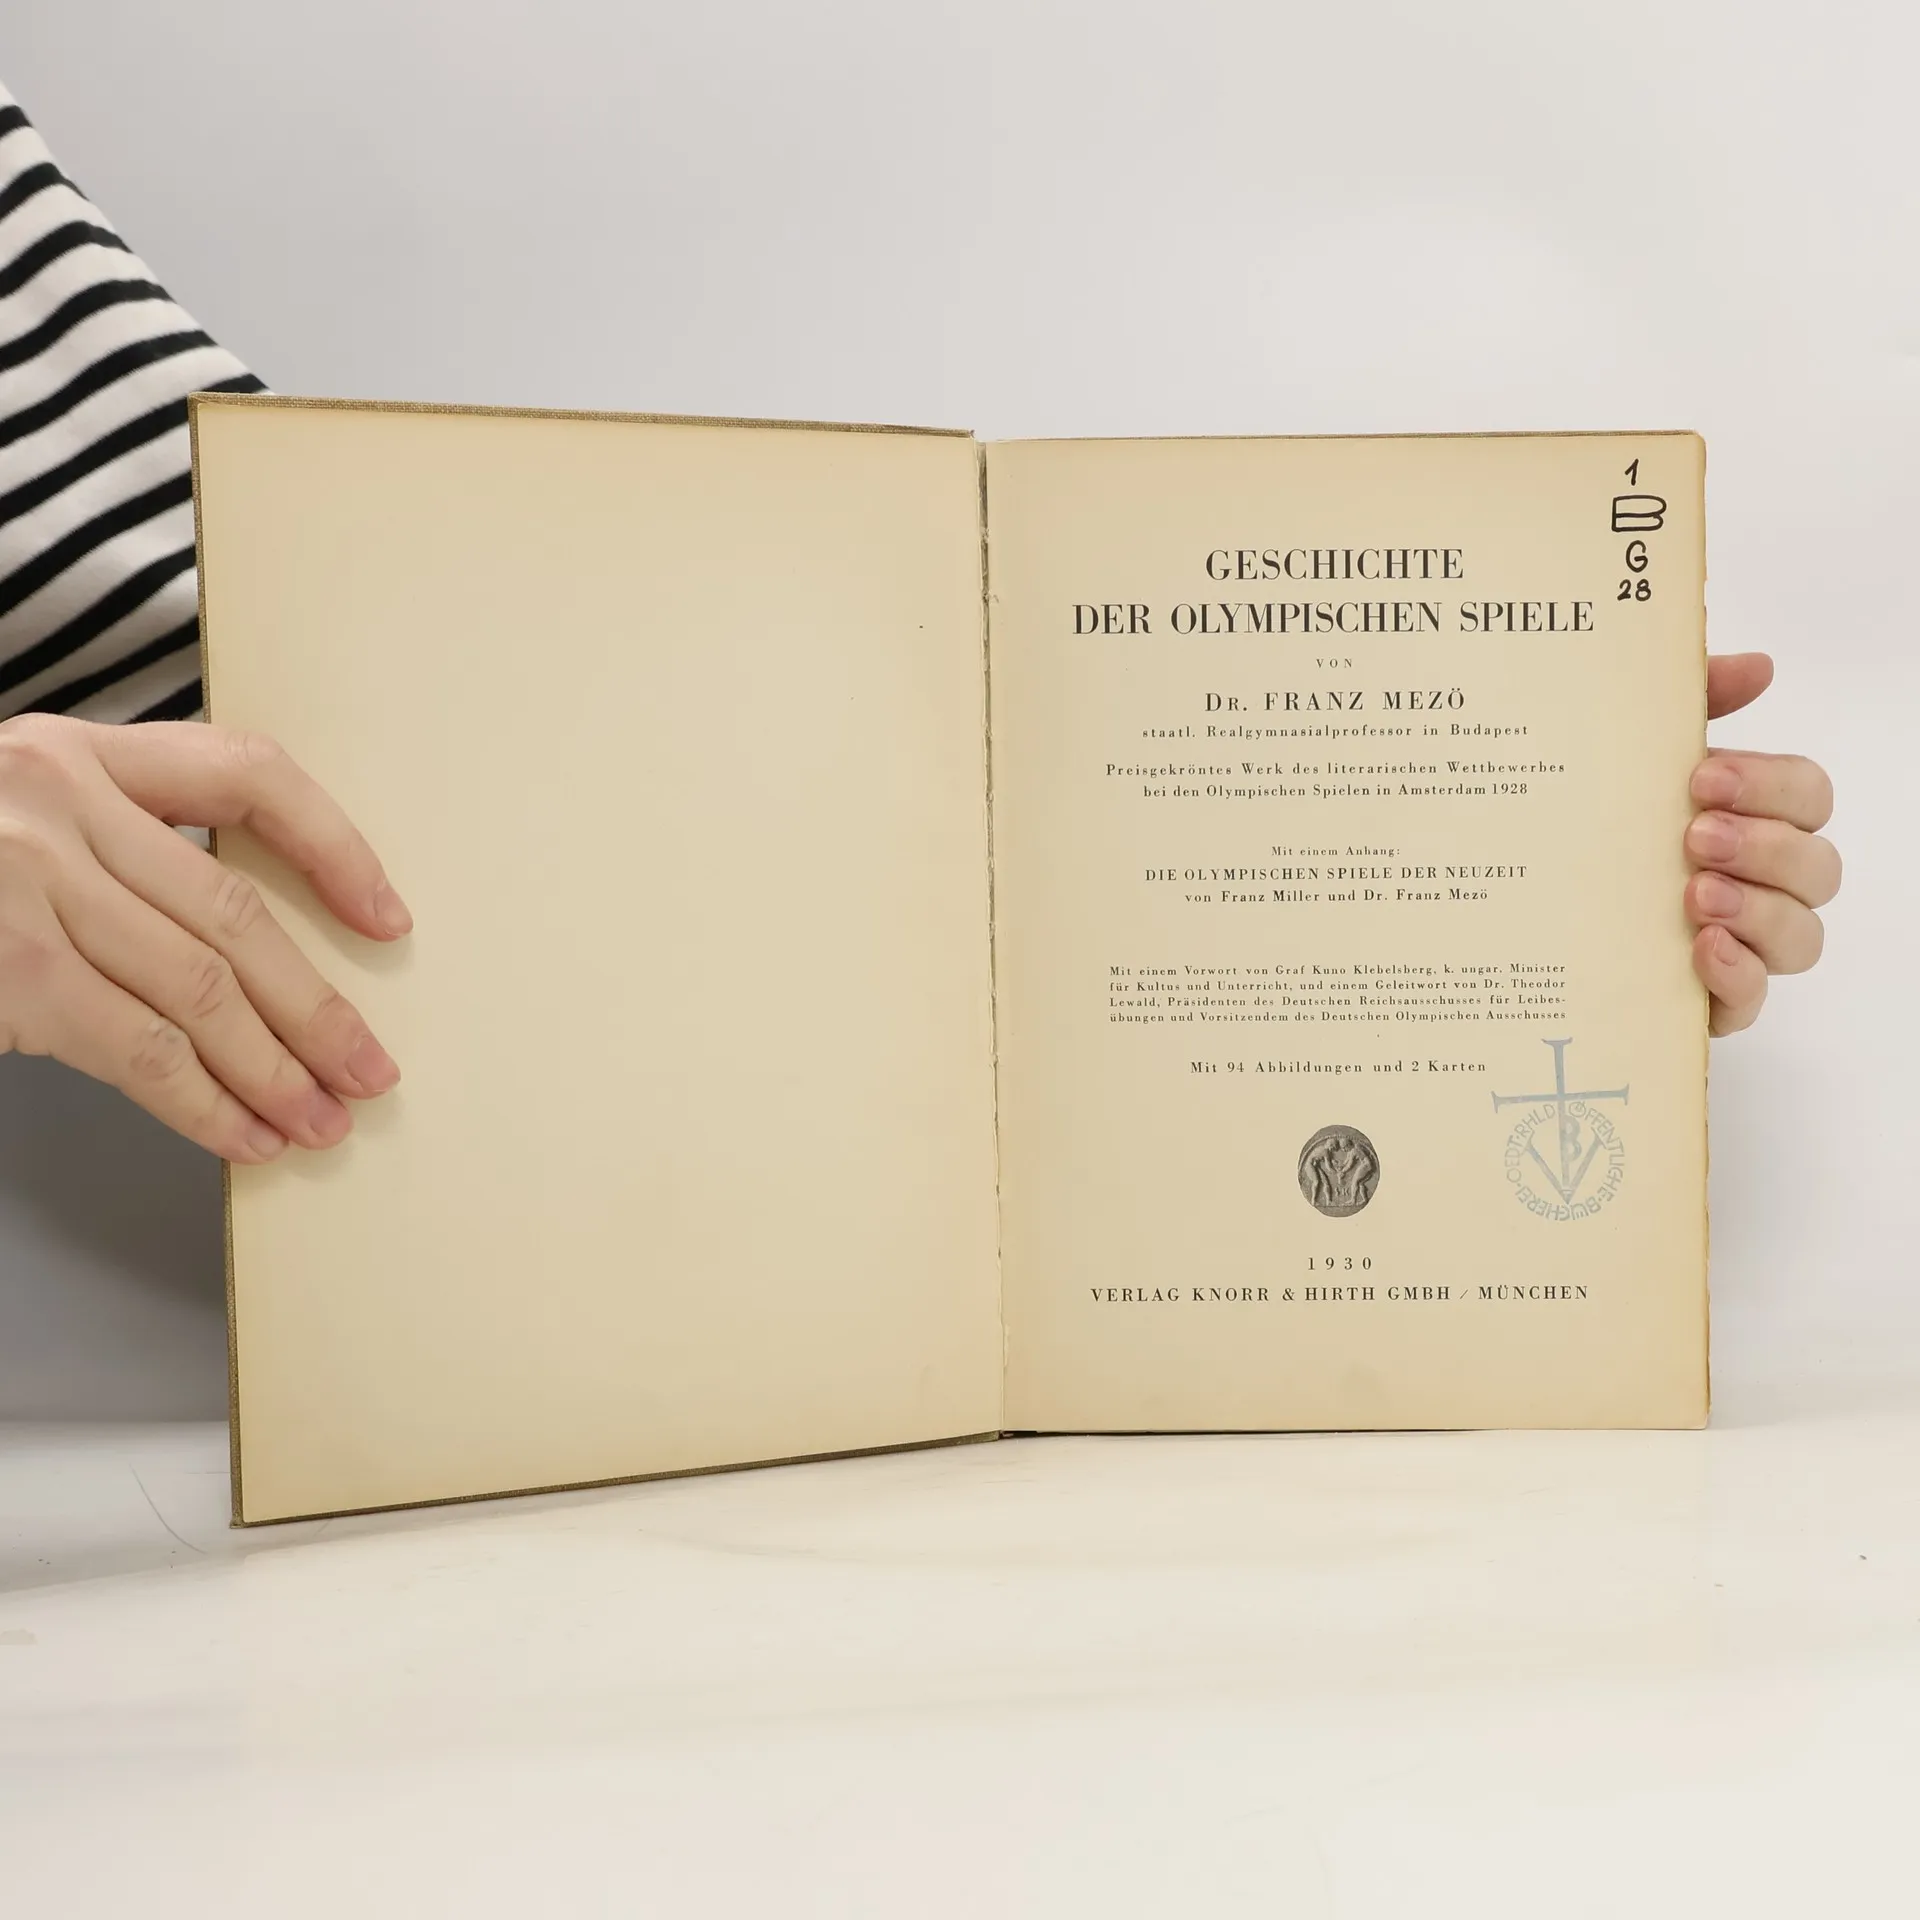 1
B
G
28
GESCHICHTE
DER OLYMPISCHEN SPIELE
VON
DR. FRANZ MEZÖ
staatl. Realgymnasialprofessor in Budapest
Preisgekröntes Werk des literarischen Wettbewerbes
bei den Olympischen Spielen in Amsterdam 1928
Mit einem Anhang:
DIE OLYMPISCHEN SPIELE DER NEUZEIT
von Franz Miller und Dr. Franz Mezö
Mit einem Vorwort von Graf Kuno Klebelsberg, k. ungar. Minister
für Kultus und Unterricht, und einem Geleitwort von Dr. Theodor
Lewald, Präsidenten des Deutschen Reichsausschusses für Leibes-
übungen und Vorsitzendem des Deutschen Olympischen Ausschusses
Mit 94 Abbildungen und 2 Karten
ÖFFENTLICHE · BÜCHEREI · OEDT · RHLD
B
1930
VERLAG KNORR & HIRTH GMBH / MÜNCHEN